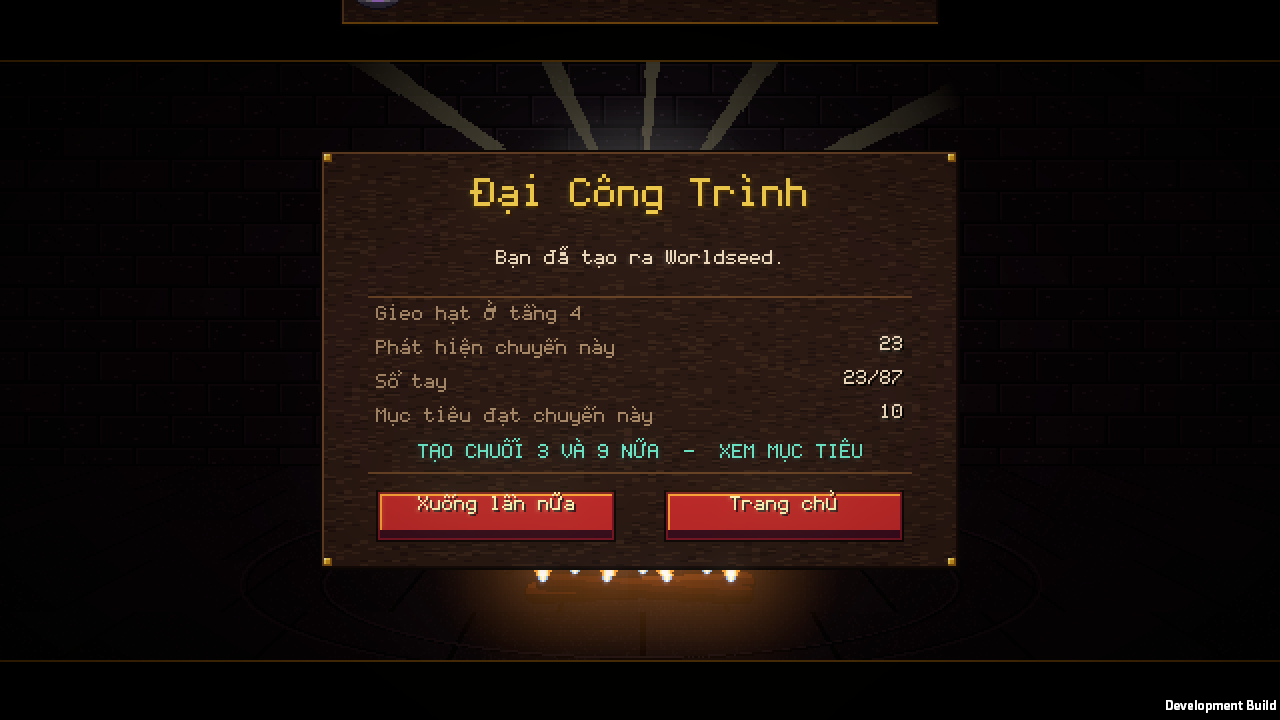 Đại Công Trình
Bạn đã tạo ra Worldseed.
Gieo hạt ở tầng 4
Phát hiện chuyến này 23
Sổ tay 23/87
Mục tiêu đạt chuyến này 10
TẠO CHUỖI 3 VÀ 9 NỮA – XEM MỤC TIÊU
Xuống lần nữa
Trang chủ
Development Build